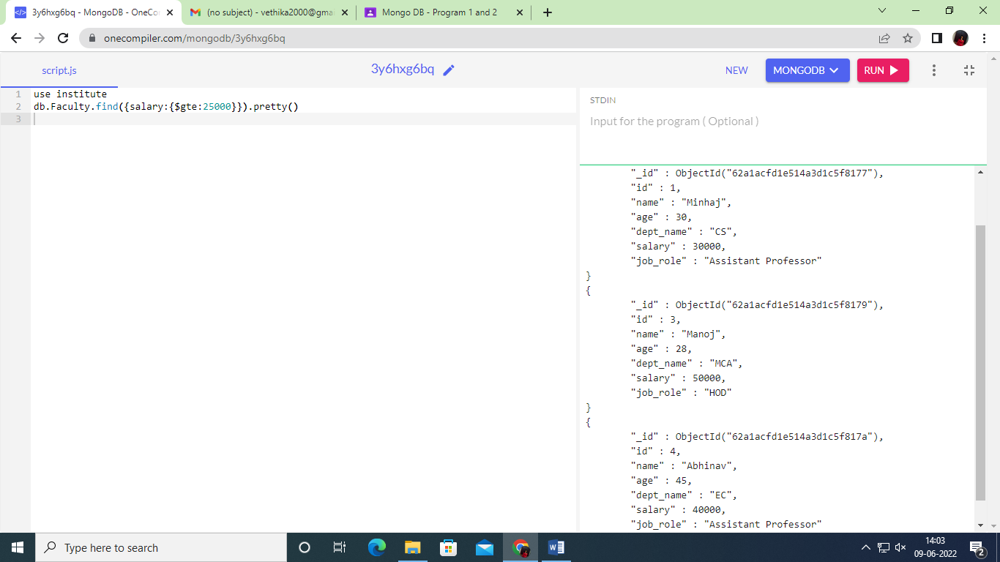 3y6hxg6bq - MongoDB - OneCo
(no subject) - vethika2000@gma
Mongo DB - Program 1 and 2
onecompiler.com/mongodb/3y6hxg6bq
script.js
3y6hxg6bq
NEW
MONGODB
RUN
1 use institute
2 db.Faculty.find({salary:{$gte:25000}}).pretty()
3
STDIN
Input for the program ( Optional )
"_id" : ObjectId("62a1acfd1e514a3d1c5f8177"),
"id" : 1,
"name" : "Minhaj",
"age" : 30,
"dept_name" : "CS",
"salary" : 30000,
"job_role" : "Assistant Professor"
}
{
"_id" : ObjectId("62a1acfd1e514a3d1c5f8179"),
"id" : 3,
"name" : "Manoj",
"age" : 28,
"dept_name" : "MCA",
"salary" : 50000,
"job_role" : "HOD"
}
{
"_id" : ObjectId("62a1acfd1e514a3d1c5f817a"),
"id" : 4,
"name" : "Abhinav",
"age" : 45,
"dept_name" : "EC",
"salary" : 40000,
"job_role" : "Assistant Professor"
Type here to search
14:03
09-06-2022
2